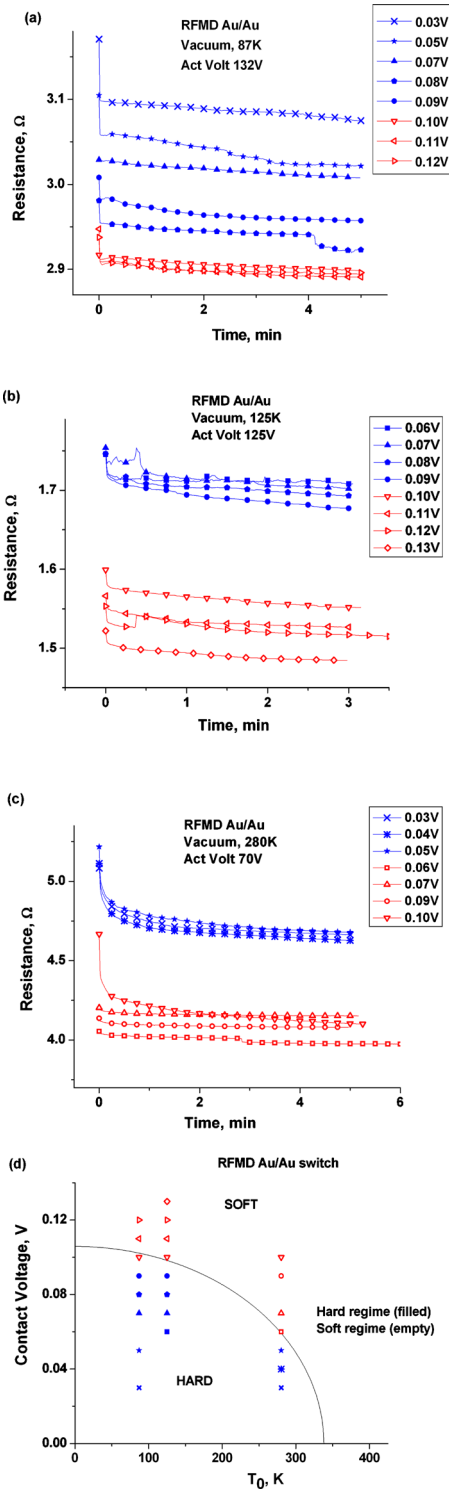 (a)
RFMD Au/Au
Vacuum, 87K
Act Volt 132V
0.03V
0.05V
0.07V
0.08V
0.09V
0.10V
0.11V
0.12V
Resistance, Ω
3.1
3.0
2.9
0
2
4
Time, min
(b)
RFMD Au/Au
Vacuum, 125K
Act Volt 125V
0.06V
0.07V
0.08V
0.09V
0.10V
0.11V
0.12V
0.13V
Resistance, Ω
1.7
1.6
1.5
0
1
2
3
Time, min
(c)
RFMD Au/Au
Vacuum, 280K
Act Volt 70V
0.03V
0.04V
0.05V
0.06V
0.07V
0.09V
0.10V
Resistance, Ω
5.0
4.5
4.0
0
2
4
6
Time, min
(d)
RFMD Au/Au switch
SOFT
Hard regime (filled)
Soft regime (empty)
HARD
Contact Voltage, V
0.12
0.08
0.04
0.00
0
100
200
300
400
T0, K